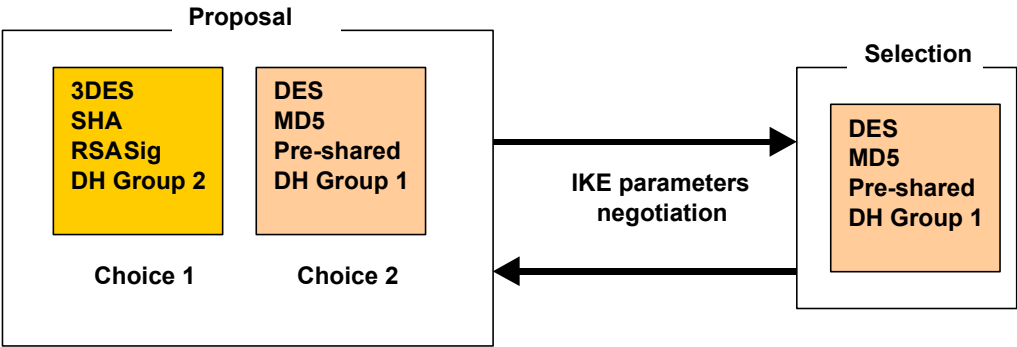 Proposal
3DES
SHA
RSASig
DH Group 2
Choice 1
DES
MD5
Pre-shared
DH Group 1
Choice 2
IKE parameters
negotiation
Selection
DES
MD5
Pre-shared
DH Group 1